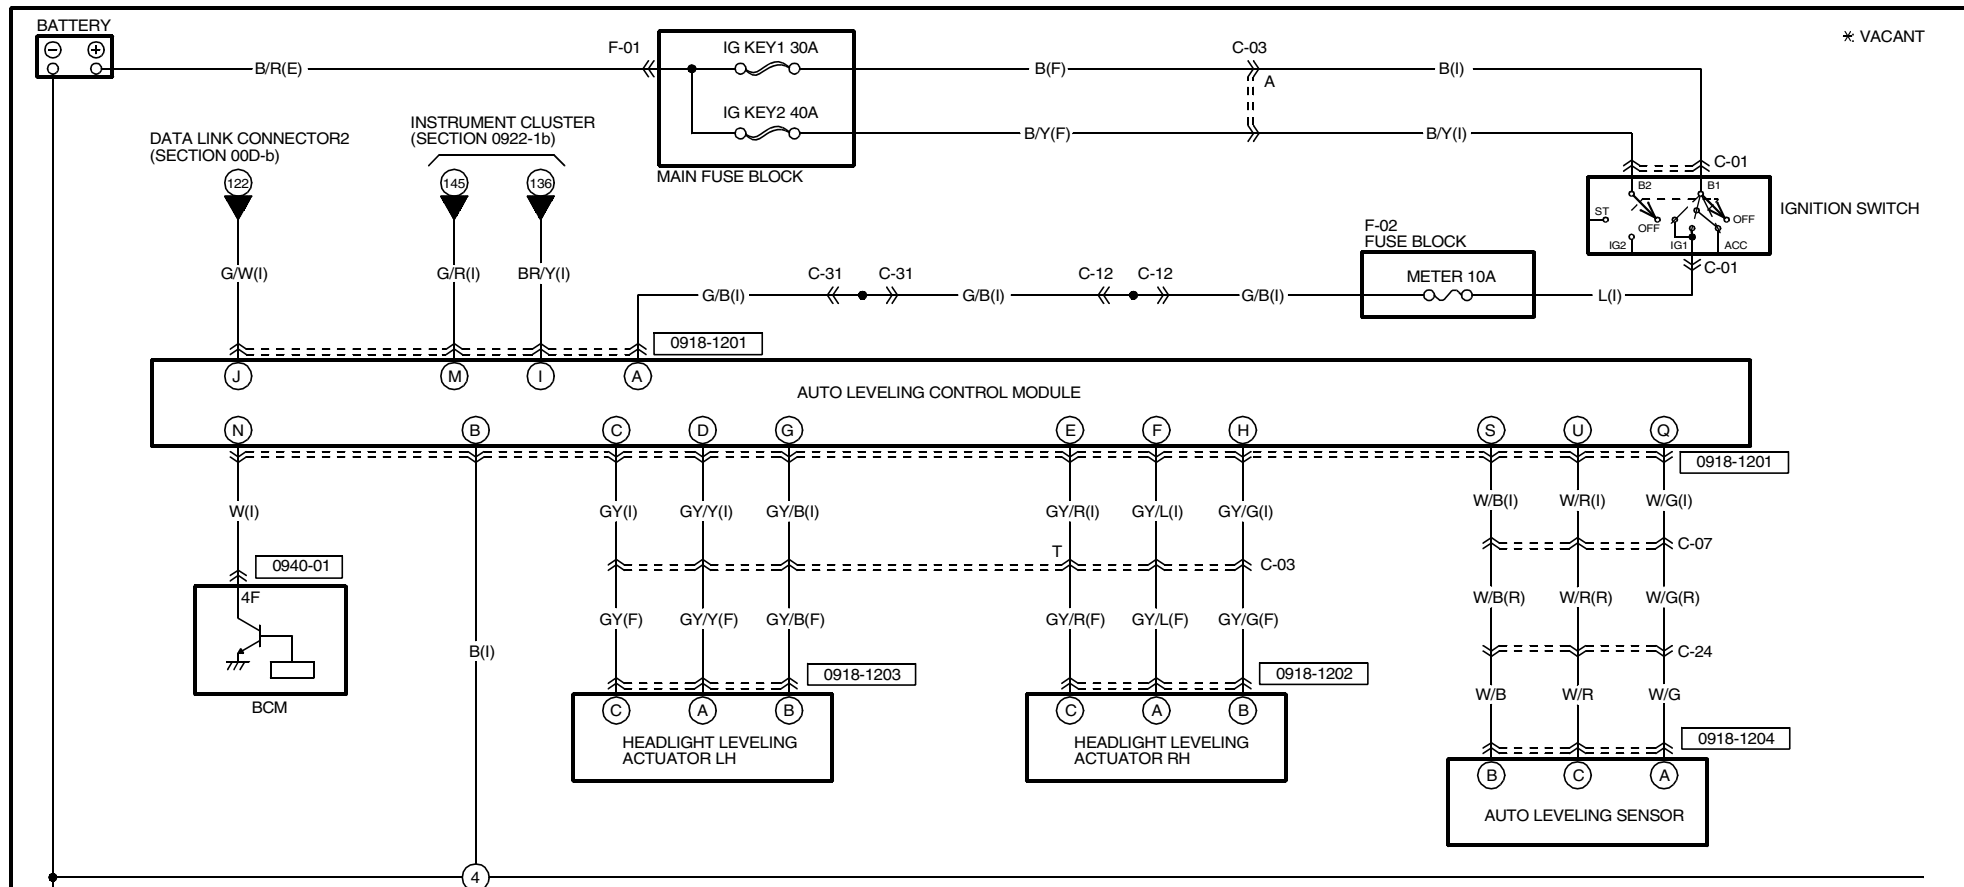 BATTERY
⊖ ⊕
B/R(E)
F-01
IG KEY1 30A
IG KEY2 40A
MAIN FUSE BLOCK
B(F)
B/Y(F)
C-03
A
B(I)
B/Y(I)
* VACANT
C-01
B2
B1
ST
OFF
OFF
IG2
IG1
ACC
IGNITION SWITCH
C-01
DATA LINK CONNECTOR2
(SECTION 00D-b)
122
INSTRUMENT CLUSTER
(SECTION 0922-1b)
145
136
F-02
FUSE BLOCK
METER 10A
L(I)
G/W(I)
G/R(I)
BR/Y(I)
G/B(I)
C-31
C-31
G/B(I)
C-12
C-12
G/B(I)
0918-1201
J
M
I
A
AUTO LEVELING CONTROL MODULE
N
B
C
D
G
E
F
H
S
U
Q
0918-1201
W(I)
GY(I)
GY/Y(I)
GY/B(I)
GY/R(I)
GY/L(I)
GY/G(I)
W/B(I)
W/R(I)
W/G(I)
T
C-03
C-07
0940-01
4F
BCM
B(I)
GY(F)
GY/Y(F)
GY/B(F)
GY/R(F)
GY/L(F)
GY/G(F)
W/B(R)
W/R(R)
W/G(R)
C-24
0918-1203
0918-1202
W/B
W/R
W/G
C
A
B
HEADLIGHT LEVELING
ACTUATOR LH
C
A
B
HEADLIGHT LEVELING
ACTUATOR RH
0918-1204
B
C
A
AUTO LEVELING SENSOR
4